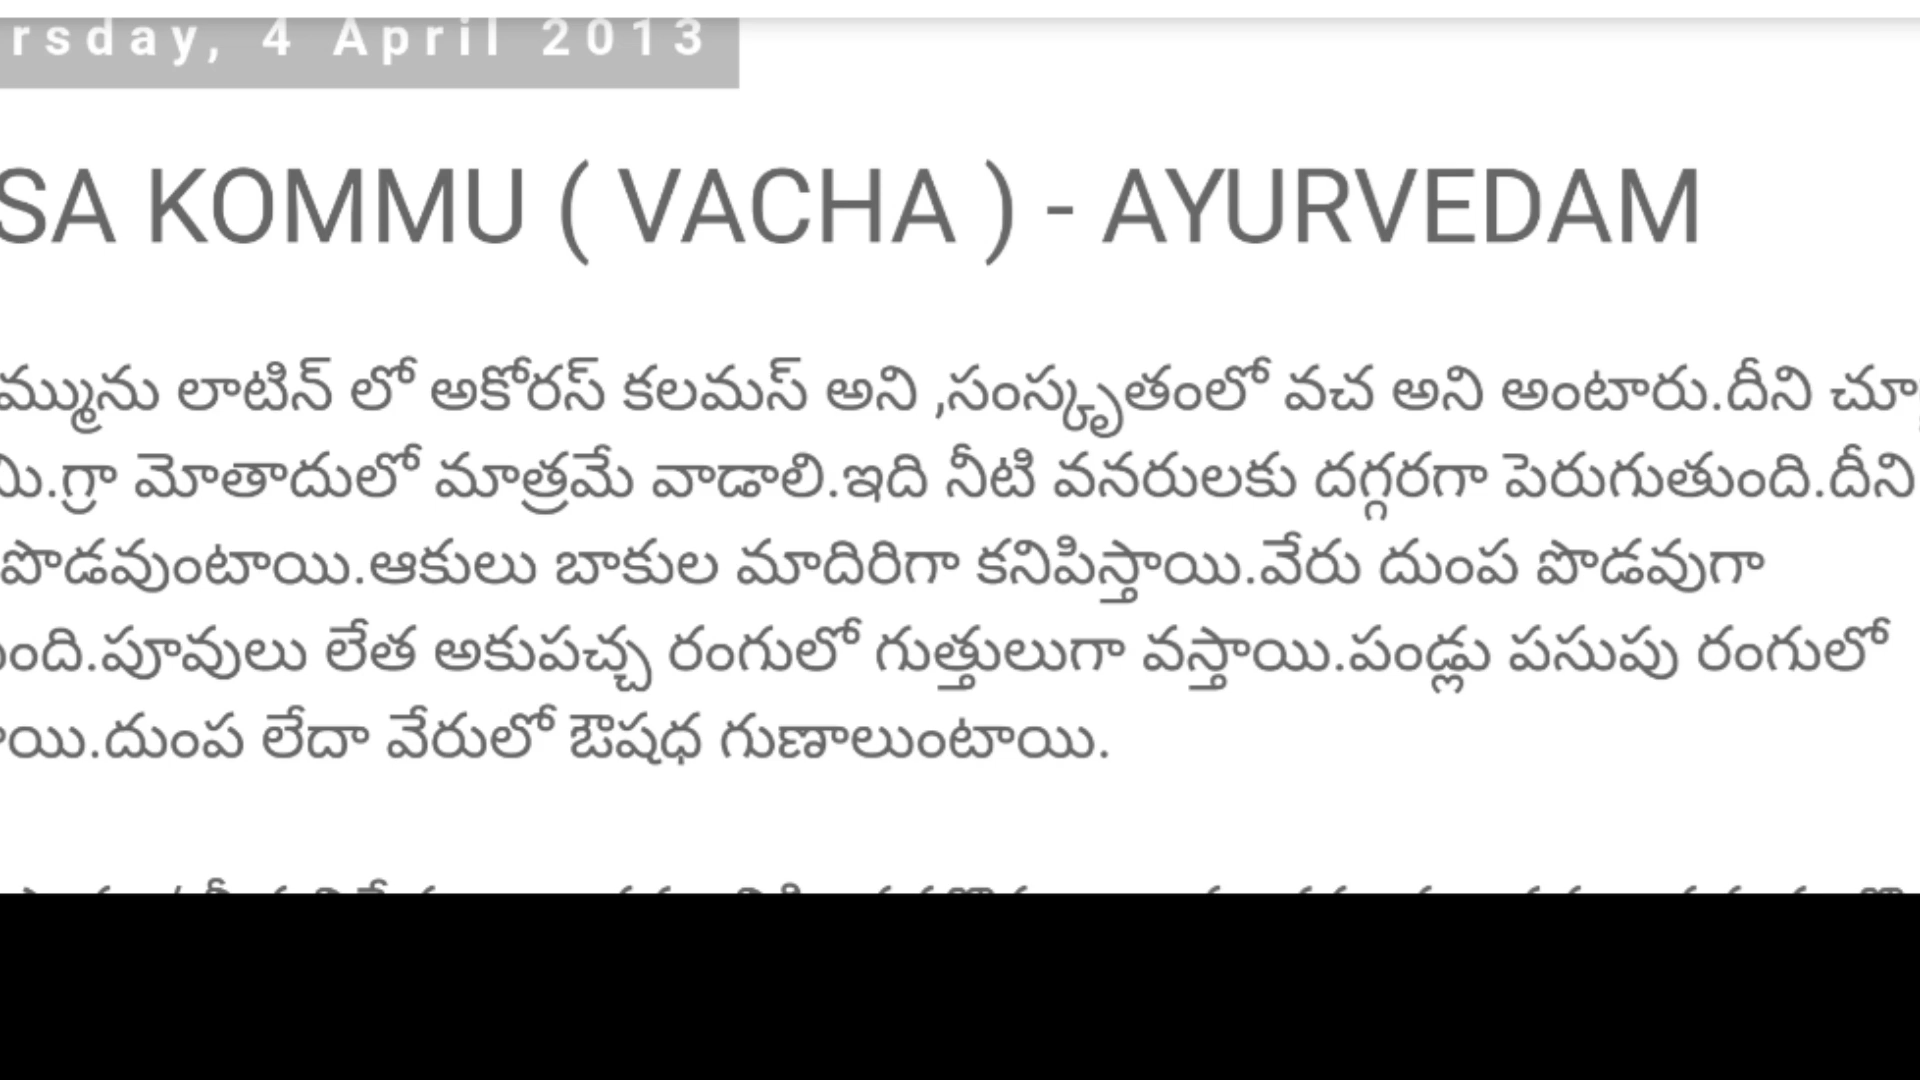 rsday, 4 April 2013
SA KOMMU ( VACHA ) - AYURVEDAM
మ్మును లాటిన్ లో అకోరస్ కలమస్ అని ,సంస్కృతంలో వచ అని అంటారు.దీని
మి.గ్రా మోతాదులో మాత్రమే వాడాలి.ఇది నీటి వనరులకు దగ్గరగా పెరుగుతుంది.దీని
పొడవుంటాయి.ఆకులు బాకుల మాదిరిగా కనిపిస్తాయి.వేరు దుంప పొడవుగా
ంది.పూవులు లేత అకుపచ్చ రంగులో గుత్తులుగా వస్తాయి.పండ్లు పసుపు రంగులో
యి.దుంప లేదా వేరులో ఔషధ గుణాలుంటాయి.